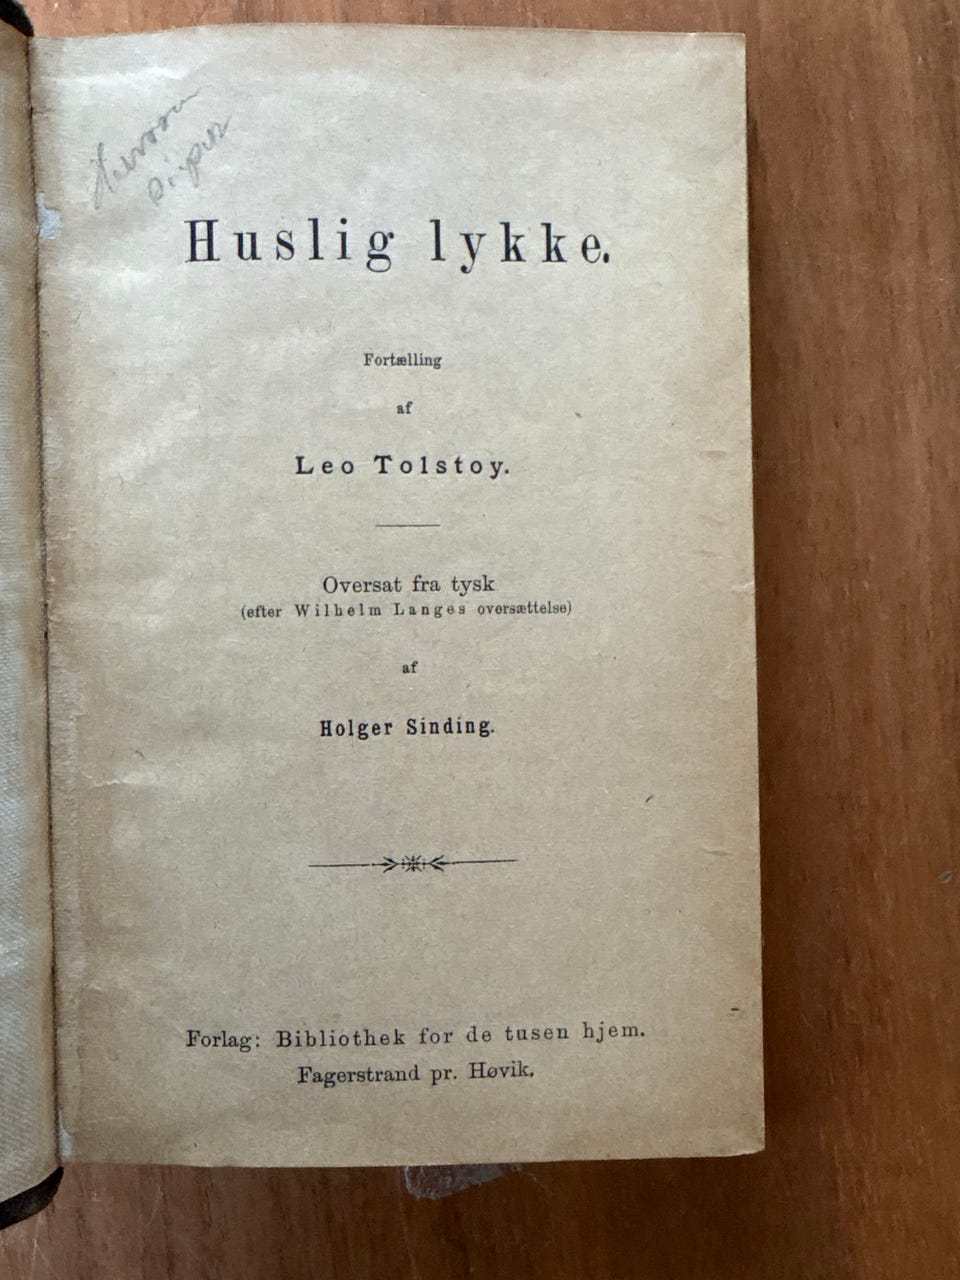 Huslig lykke.
Fortælling
af
Leo Tolstoy.
Oversat fra tysk
(efter Wilhelm Langes oversættelse)
af
Holger Sinding.
Forlag: Bibliothek for de tusen hjem.
Fagerstrand pr. Høvik.